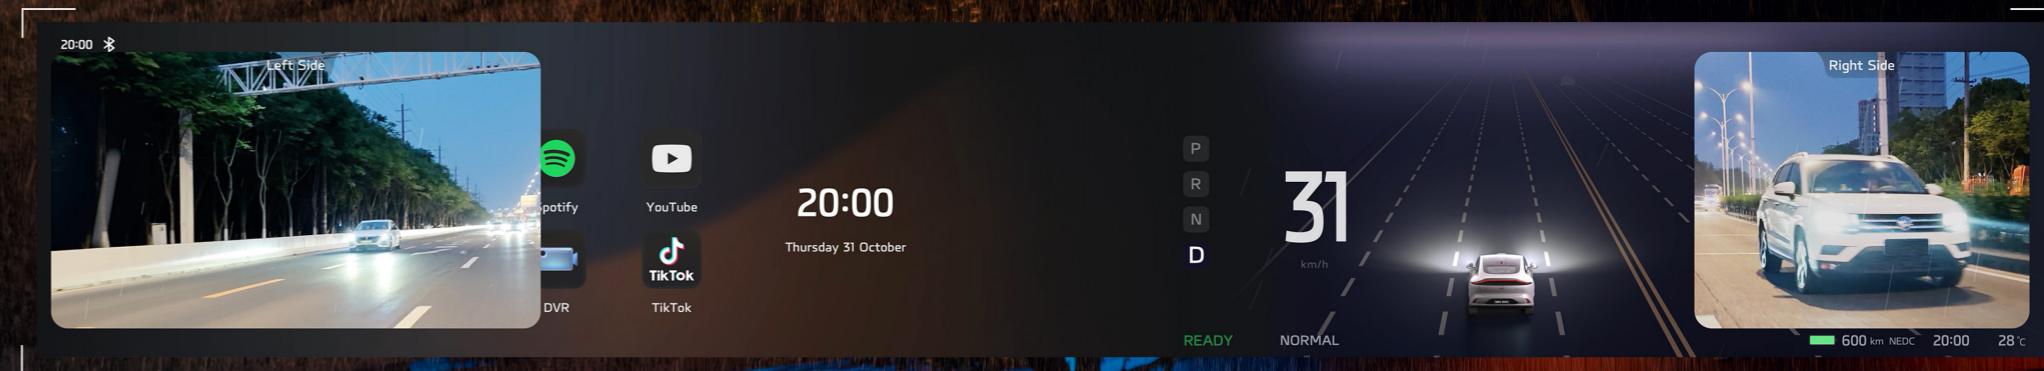 20:00
Left Side
Spotify
YouTube
TikTok
DVR
TikTok
20:00
Thursday 31 October
P
R
N
D
31
km/h
READY
NORMAL
Right Side
600 km NEDC
20:00
28 °C